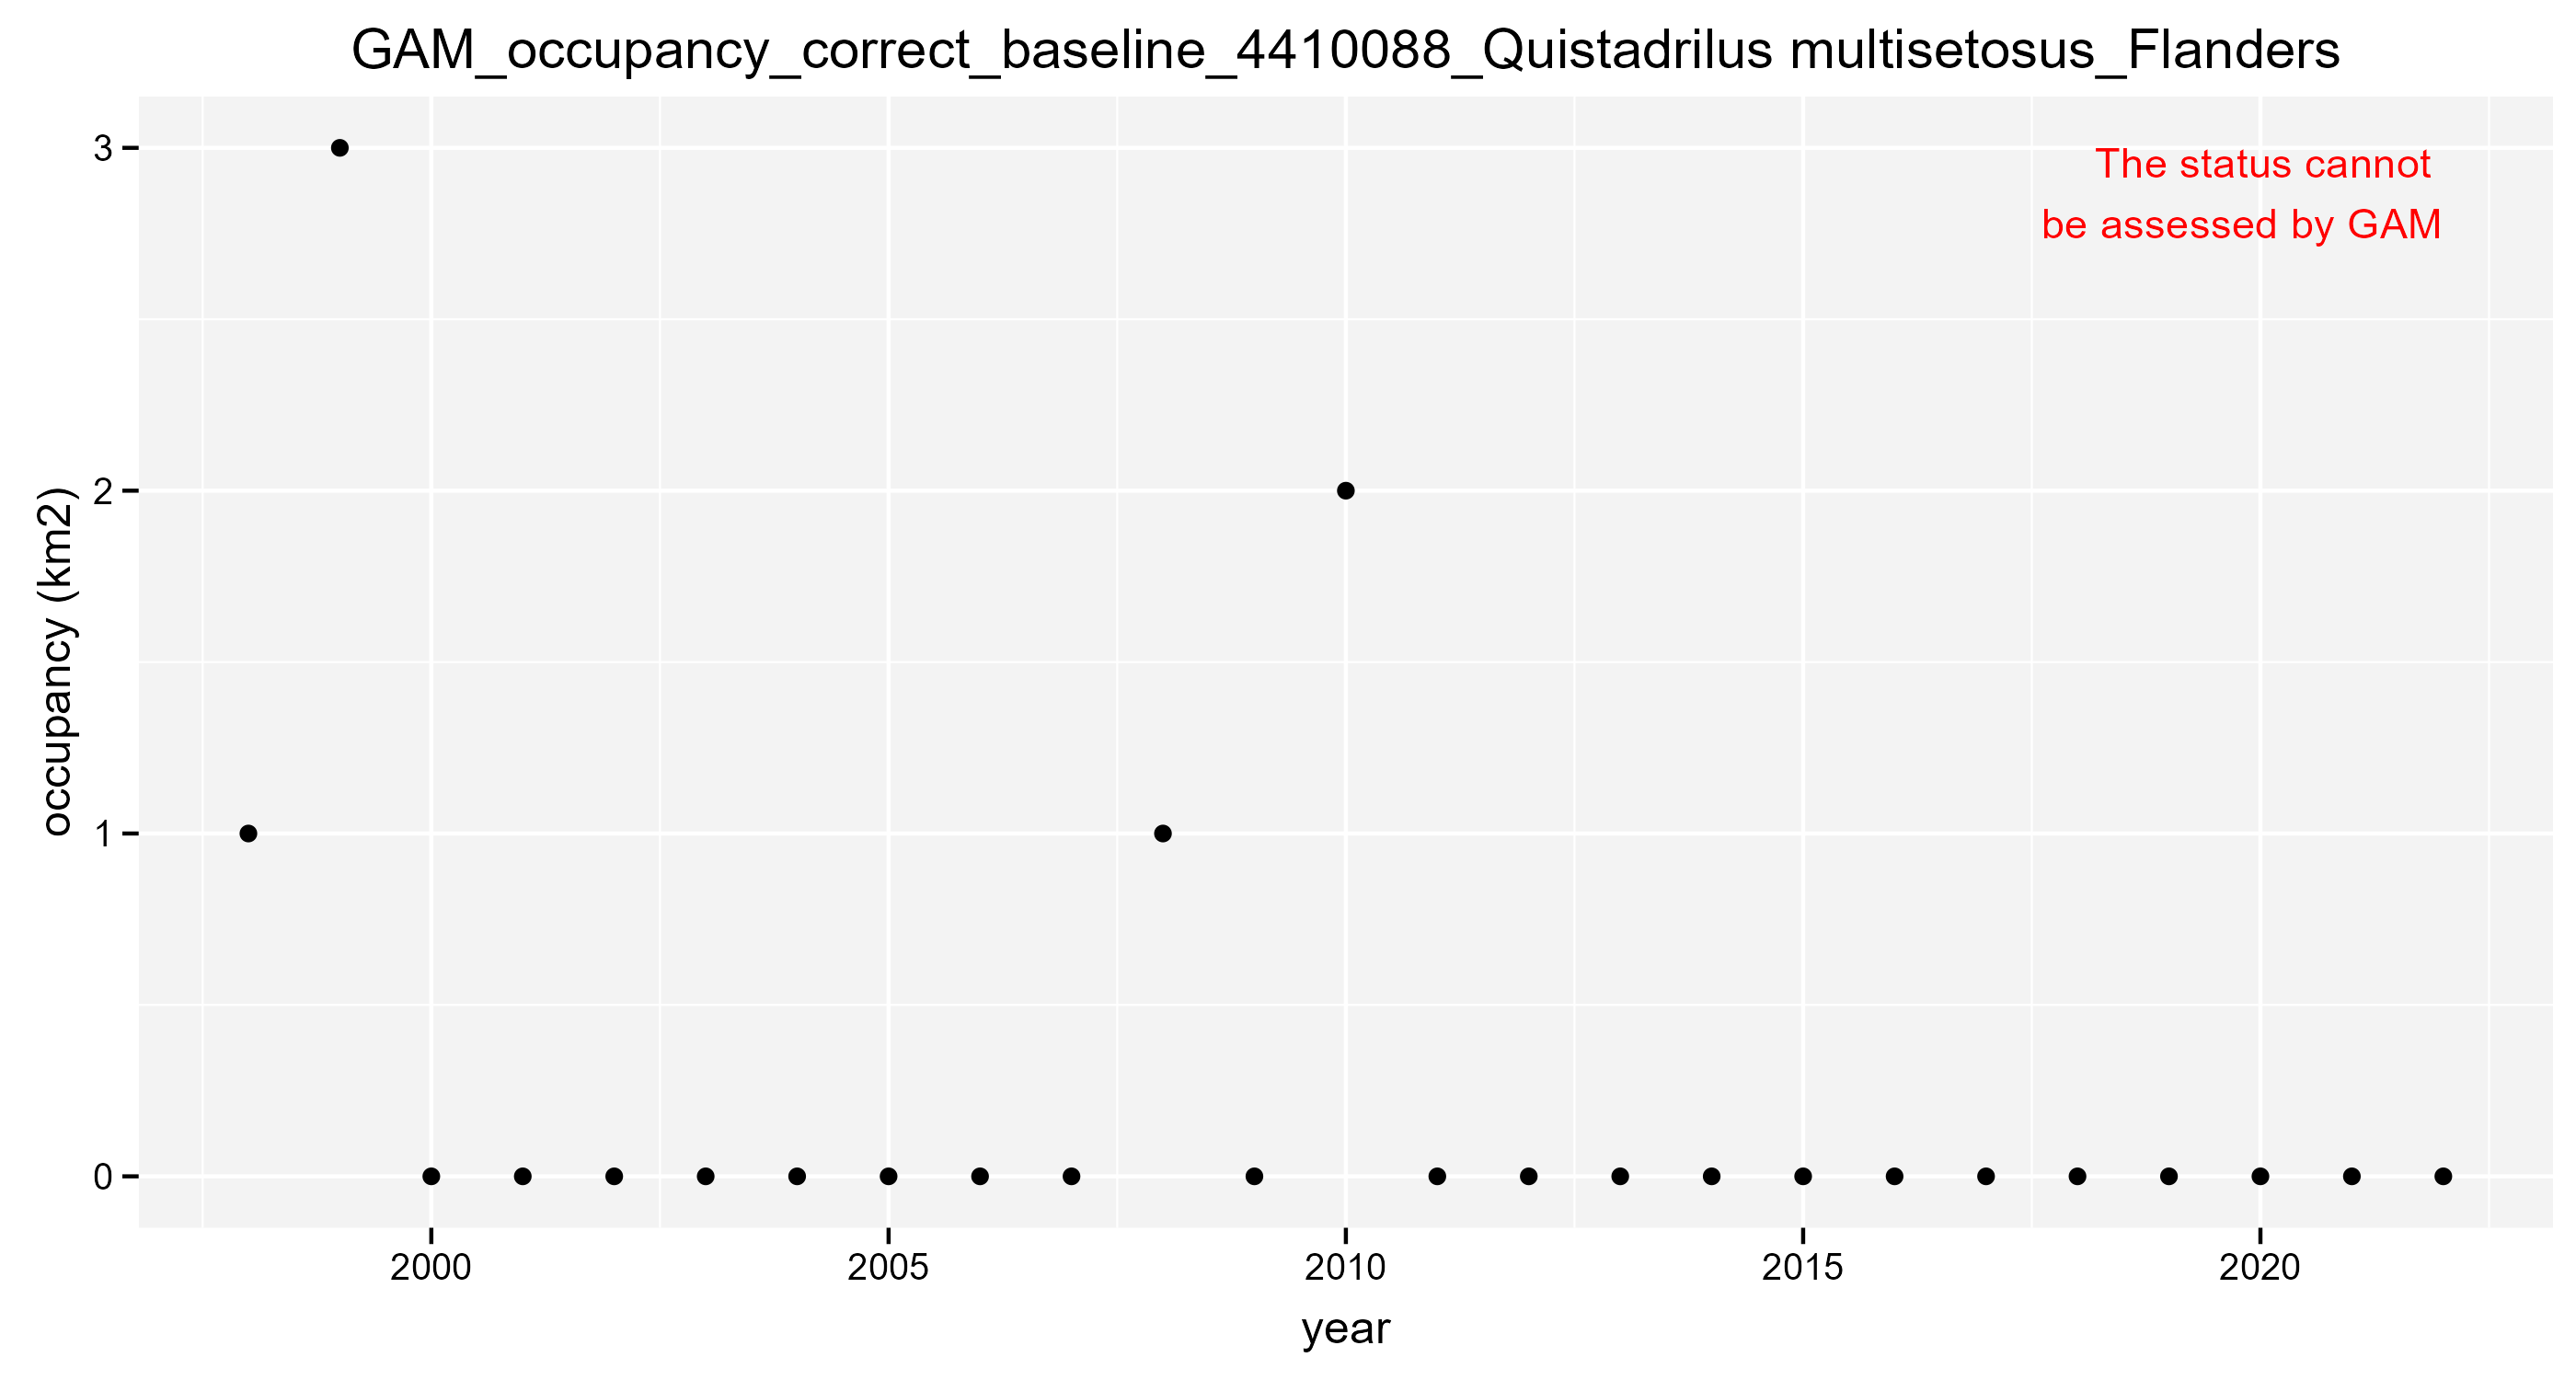 GAM_occupancy_correct_baseline_4410088_Quistadrilus multisetosus_Flanders
The status cannot
be assessed by GAM
occupancy (km2)
3
2
1
0
2000
2005
2010
2015
2020
year